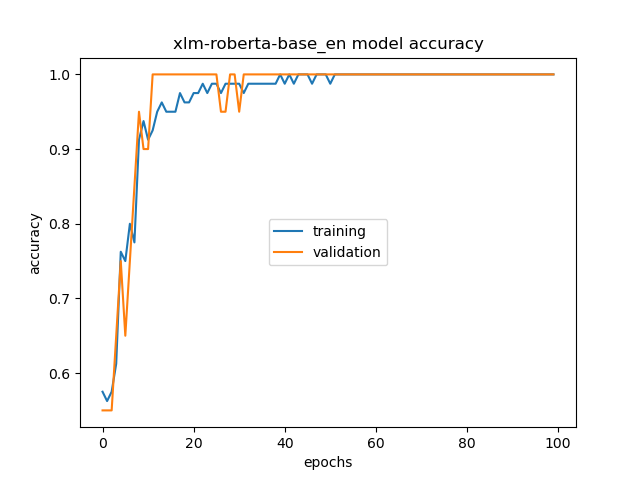 xlm-roberta-base_en model accuracy
1.0
0.9
0.8
0.7
0.6
accuracy
training
validation
0 20 40 60 80 100
epochs